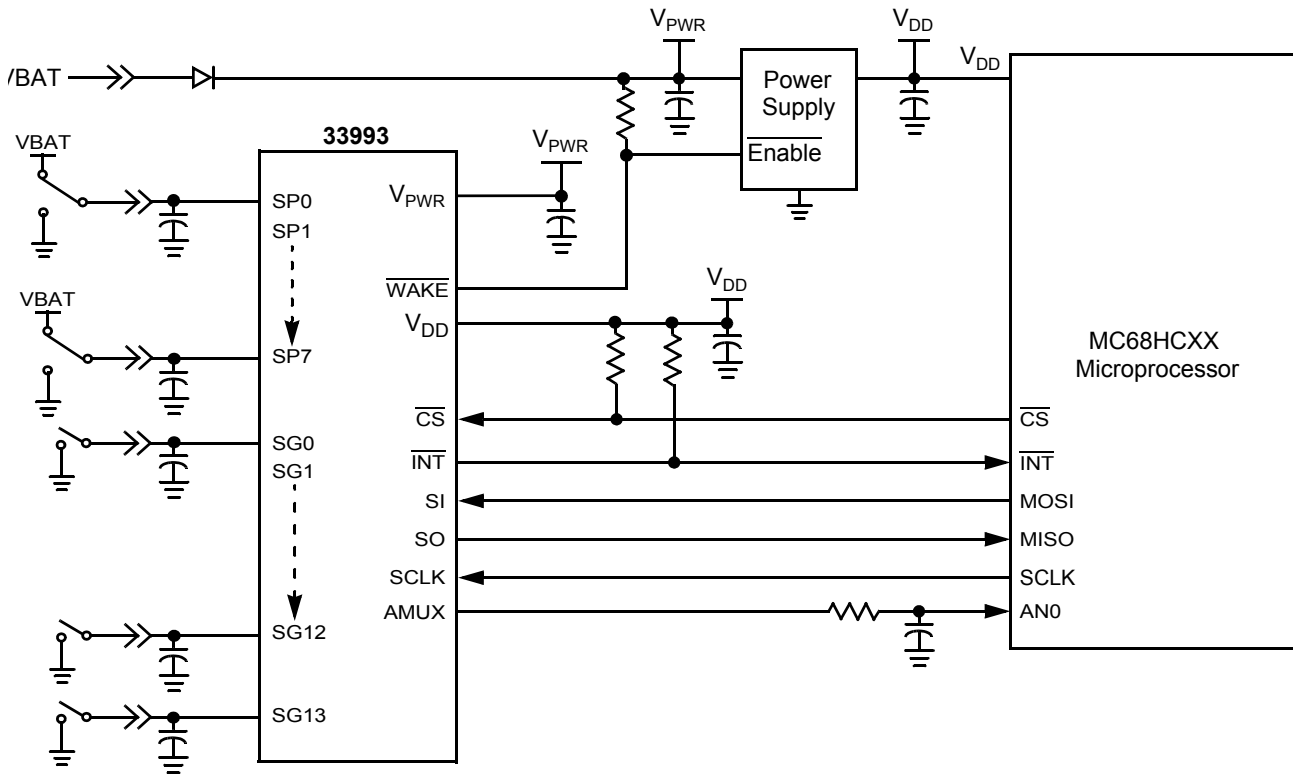 V_PWR
V_DD
/BAT
V_DD
Power
Supply
Enable
33993
VBAT
V_PWR
SP0
V_PWR
SP1
WAKE
V_DD
VBAT
V_DD
SP7
MC68HCXX
Microprocessor
CS
CS
SG0
INT
INT
SG1
SI
MOSI
SO
MISO
SCLK
SCLK
AMUX
AN0
SG12
SG13